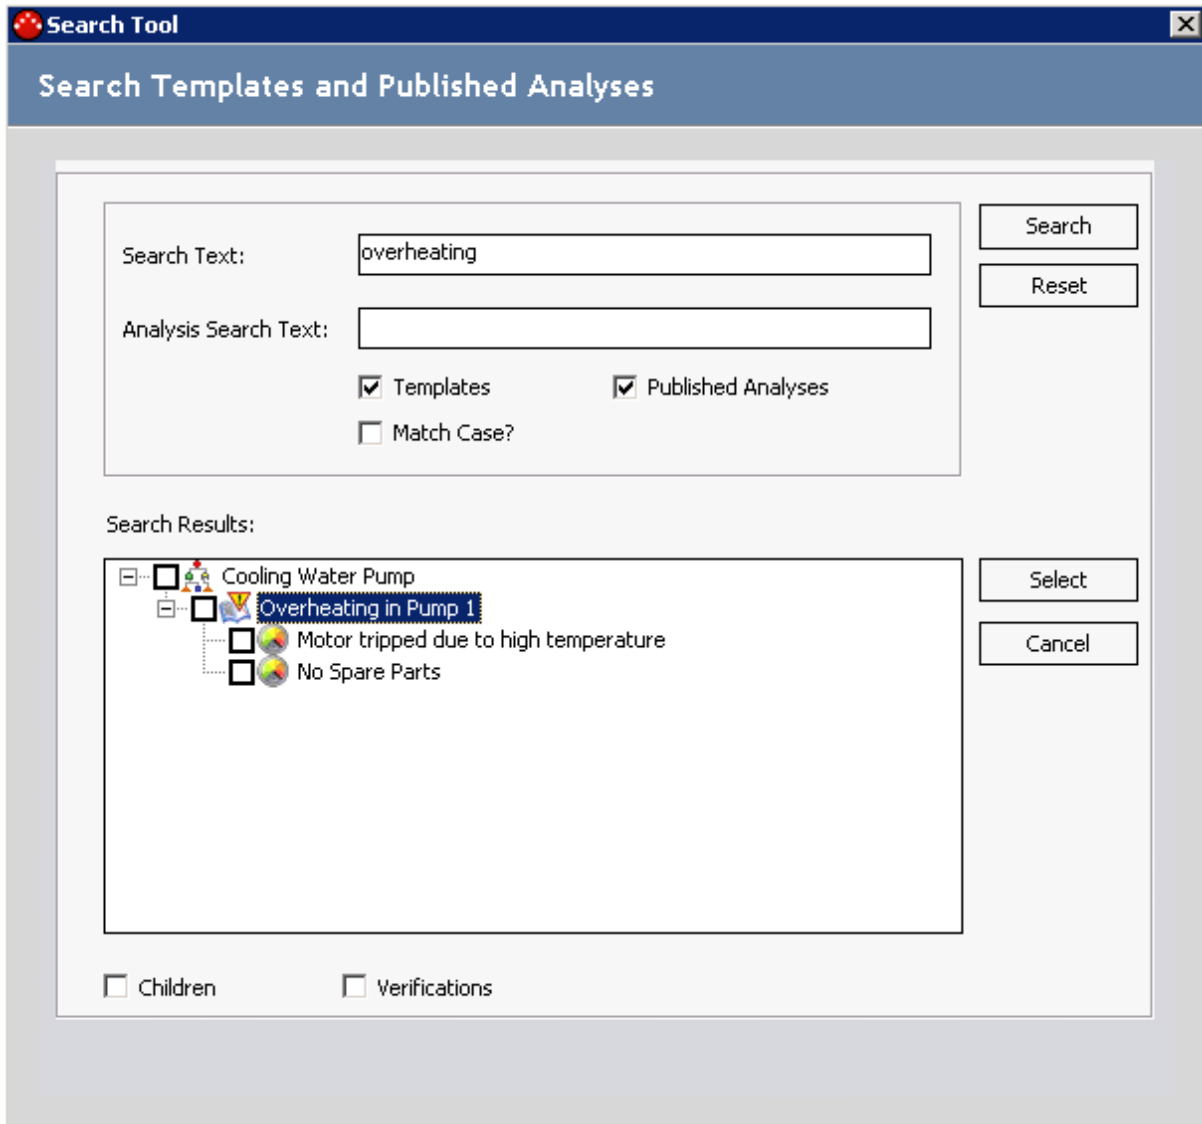 Search Tool
Search Templates and Published Analyses
Search Text: overheating
Search
Reset
Analysis Search Text:
Templates Published Analyses
Match Case?
Search Results:
Cooling Water Pump
Overheating in Pump 1
Motor tripped due to high temperature
No Spare Parts
Select
Cancel
Children Verifications